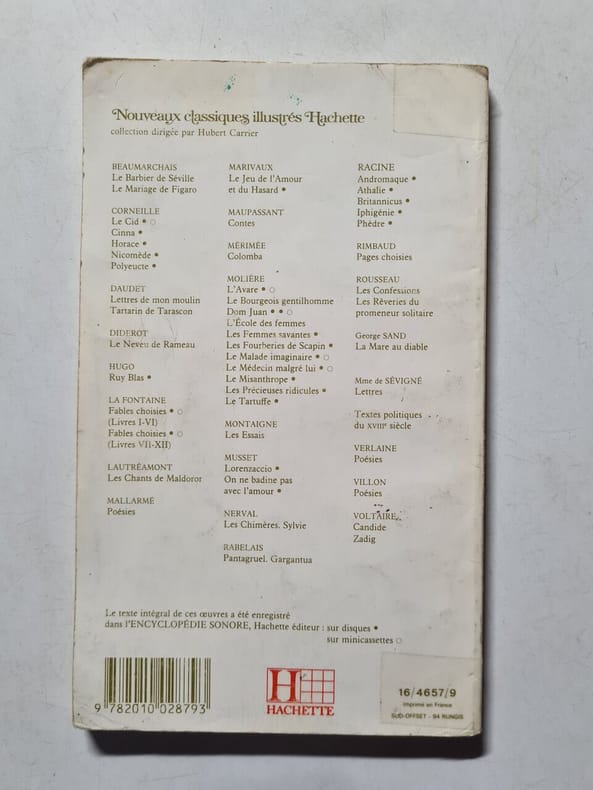 Nouveaux classiques illustrés Hachette
collection dirigée par Hubert Carrier
BEAUMARCHAIS
Le Barbier de Séville
Le Mariage de Figaro
CORNEILLE
Le Cid • ○
Cinna •
Horace •
Nicomède •
Polyeucte •
DAUDET
Lettres de mon moulin
Tartarin de Tarascon
DIDEROT
Le Neveu de Rameau
HUGO
Ruy Blas •
LA FONTAINE
Fables choisies • ○
(Livres I-VI)
Fables choisies • ○
(Livres VII-XII)
LAUTRÉAMONT
Les Chants de Maldoror
MALLARMÉ
Poésies
MARIVAUX
Le Jeu de l'Amour
et du Hasard •
MAUPASSANT
Contes
MÉRIMÉE
Colomba
MOLIÈRE
L'Avare • ○
Le Bourgeois gentilhomme
Dom Juan • • ○
L'École des femmes
Les Femmes savantes •
Les Fourberies de Scapin •
Le Malade imaginaire • ○
Le Médecin malgré lui • ○
Le Misanthrope •
Les Précieuses ridicules •
Le Tartuffe •
MONTAIGNE
Les Essais
MUSSET
Lorenzaccio •
On ne badine pas
avec l'amour •
NERVAL
Les Chimères. Sylvie
RABELAIS
Pantagruel. Gargantua
RACINE
Andromaque •
Athalie •
Britannicus •
Iphigénie •
Phèdre •
RIMBAUD
Pages choisies
ROUSSEAU
Les Confessions
Les Rêveries du
promeneur solitaire
George SAND
La Mare au diable
Mme de SÉVIGNÉ
Lettres
Textes politiques
du XVIIIe siècle
VERLAINE
Poésies
VILLON
Poésies
VOLTAIRE
Candide
Zadig
Le texte intégral de ces œuvres a été enregistré
dans l'ENCYCLOPÉDIE SONORE, Hachette éditeur : sur disques •
sur minicassettes ○
9 782010 028793
H
HACHETTE
16/4657/9
Imprimé en France
SUD-OFFSET - 94 RUNGIS